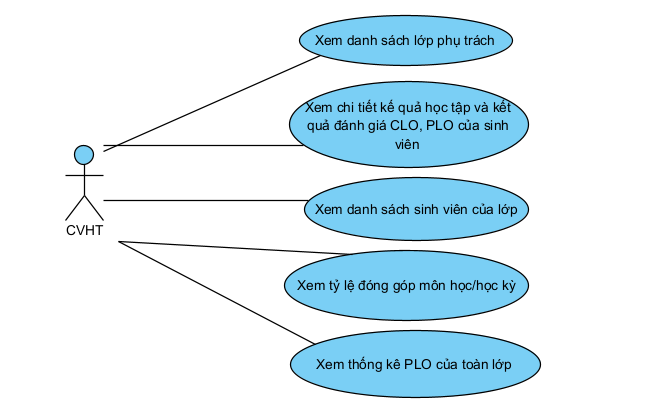 Xem danh sách lớp phụ trách
Xem chi tiết kế quả học tập và kết
quả đánh giá CLO, PLO của sinh
viên
CVHT
Xem danh sách sinh viên của lớp
Xem tỷ lệ đóng góp môn học/học kỳ
Xem thống kê PLO của toàn lớp